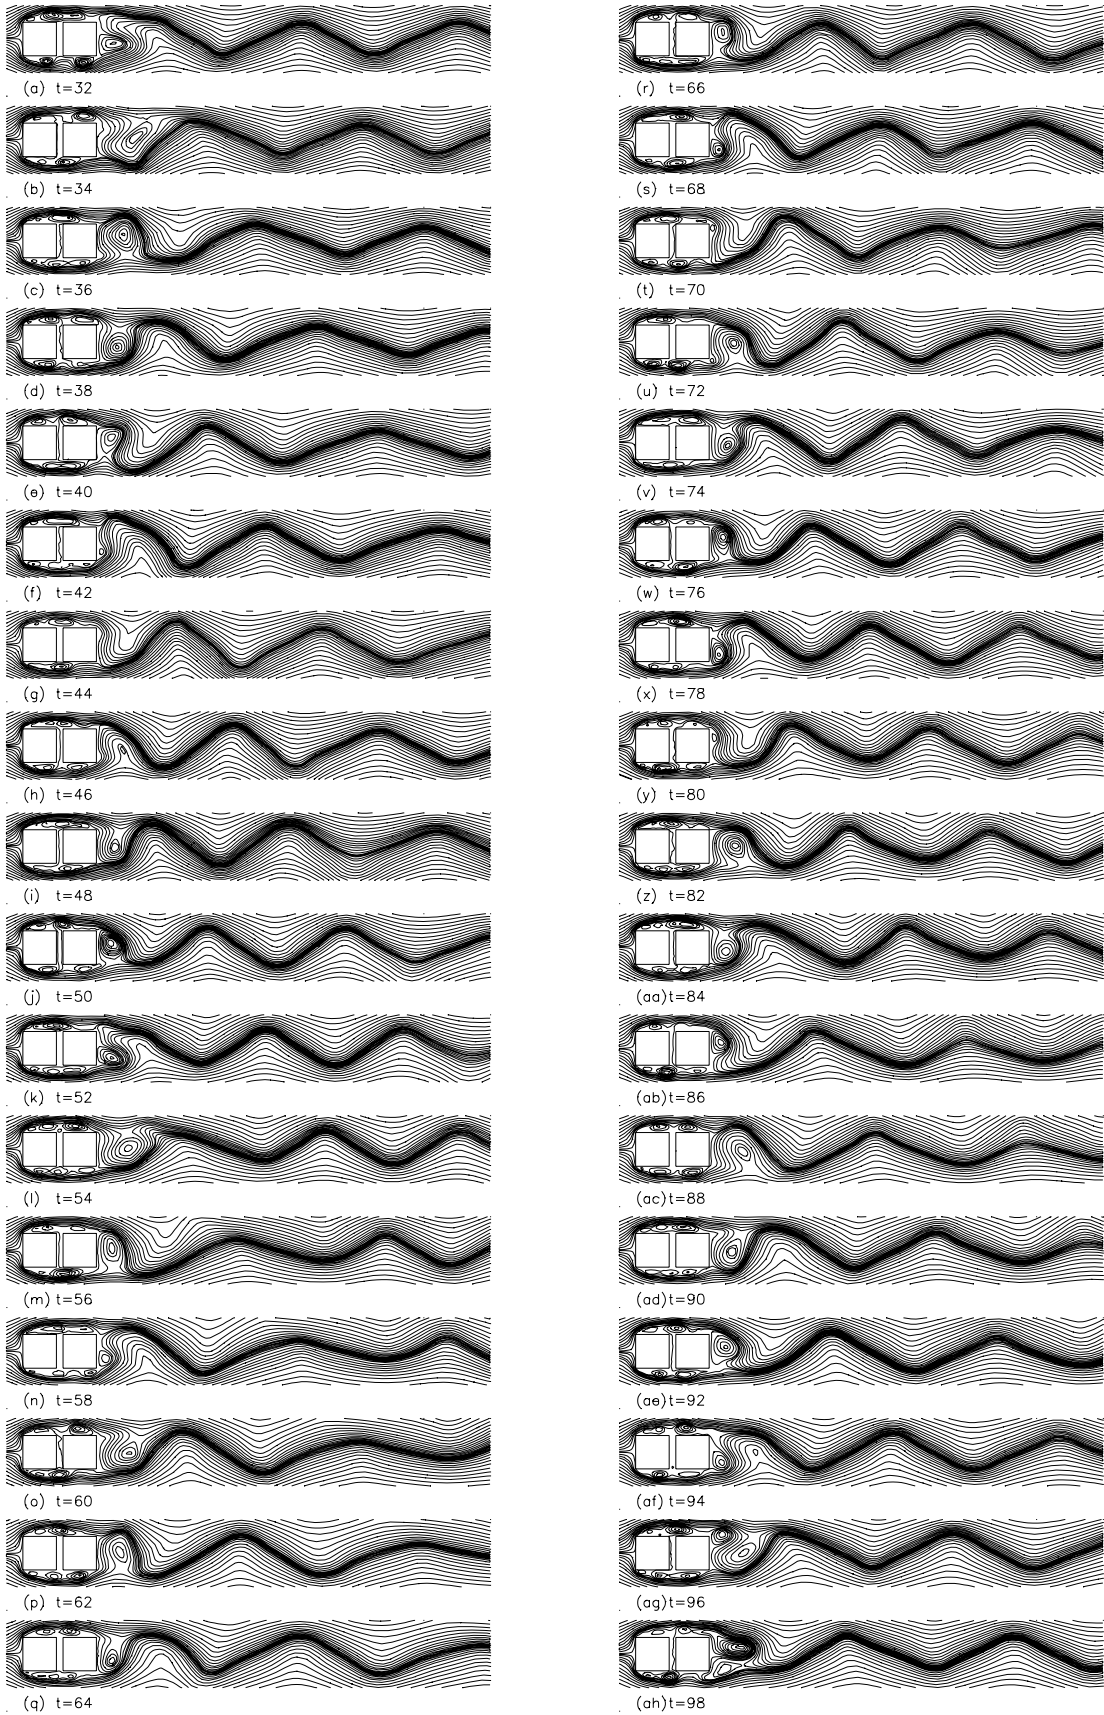 (a) t=32
(b) t=34
(c) t=36
(d) t=38
(e) t=40
(f) t=42
(g) t=44
(h) t=46
(i) t=48
(j) t=50
(k) t=52
(l) t=54
(m) t=56
(n) t=58
(o) t=60
(p) t=62
(q) t=64
(r) t=66
(s) t=68
(t) t=70
(u) t=72
(v) t=74
(w) t=76
(x) t=78
(y) t=80
(z) t=82
(aa)t=84
(ab)t=86
(ac)t=88
(ad)t=90
(ae)t=92
(af)t=94
(ag)t=96
(ah)t=98